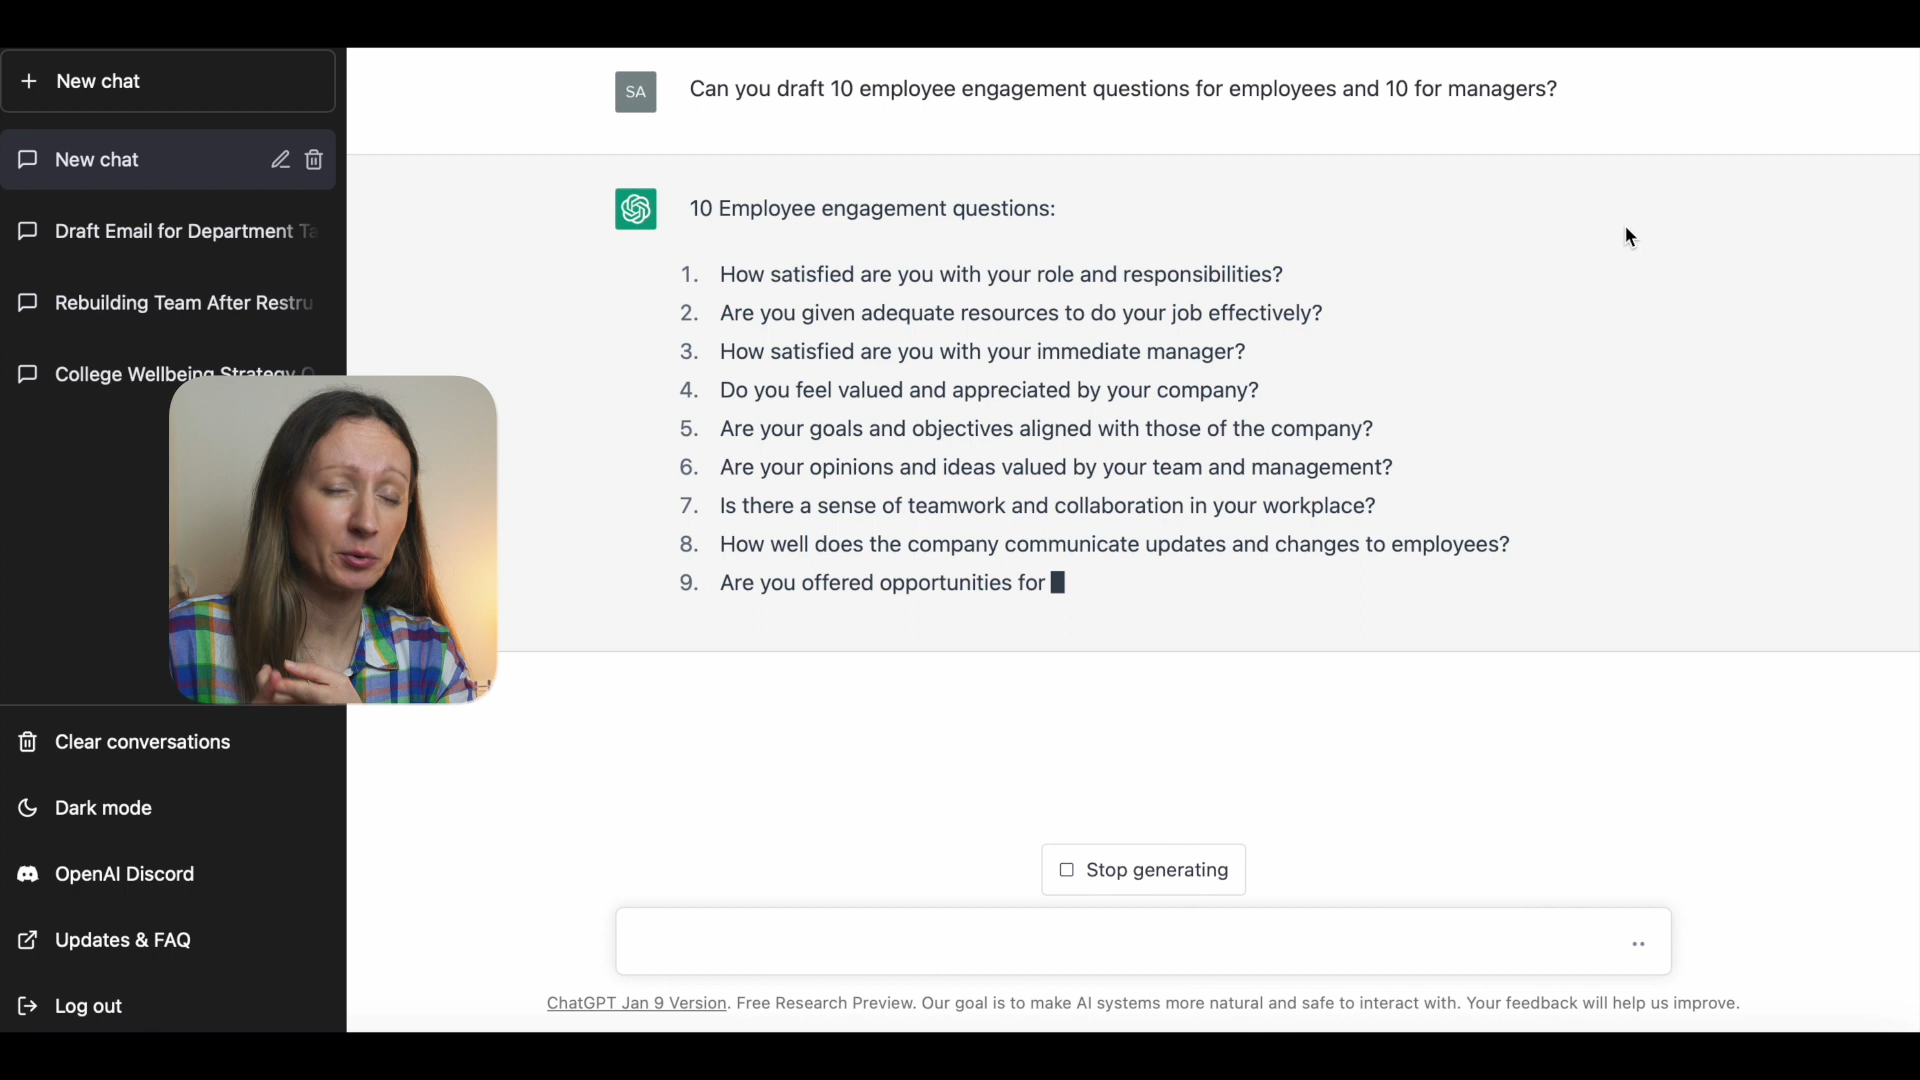 New chat
New chat
Draft Email for Department Ta
Rebuilding Team After Restru
College Wellbeing Strategy
Clear conversations
Dark mode
OpenAI Discord
Updates & FAQ
Log out
SA
Can you draft 10 employee engagement questions for employees and 10 for managers?
10 Employee engagement questions:
1. How satisfied are you with your role and responsibilities?
2. Are you given adequate resources to do your job effectively?
3. How satisfied are you with your immediate manager?
4. Do you feel valued and appreciated by your company?
5. Are your goals and objectives aligned with those of the company?
6. Are your opinions and ideas valued by your team and management?
7. Is there a sense of teamwork and collaboration in your workplace?
8. How well does the company communicate updates and changes to employees?
9. Are you offered opportunities for
Stop generating
ChatGPT Jan 9 Version. Free Research Preview. Our goal is to make AI systems more natural and safe to interact with. Your feedback will help us improve.